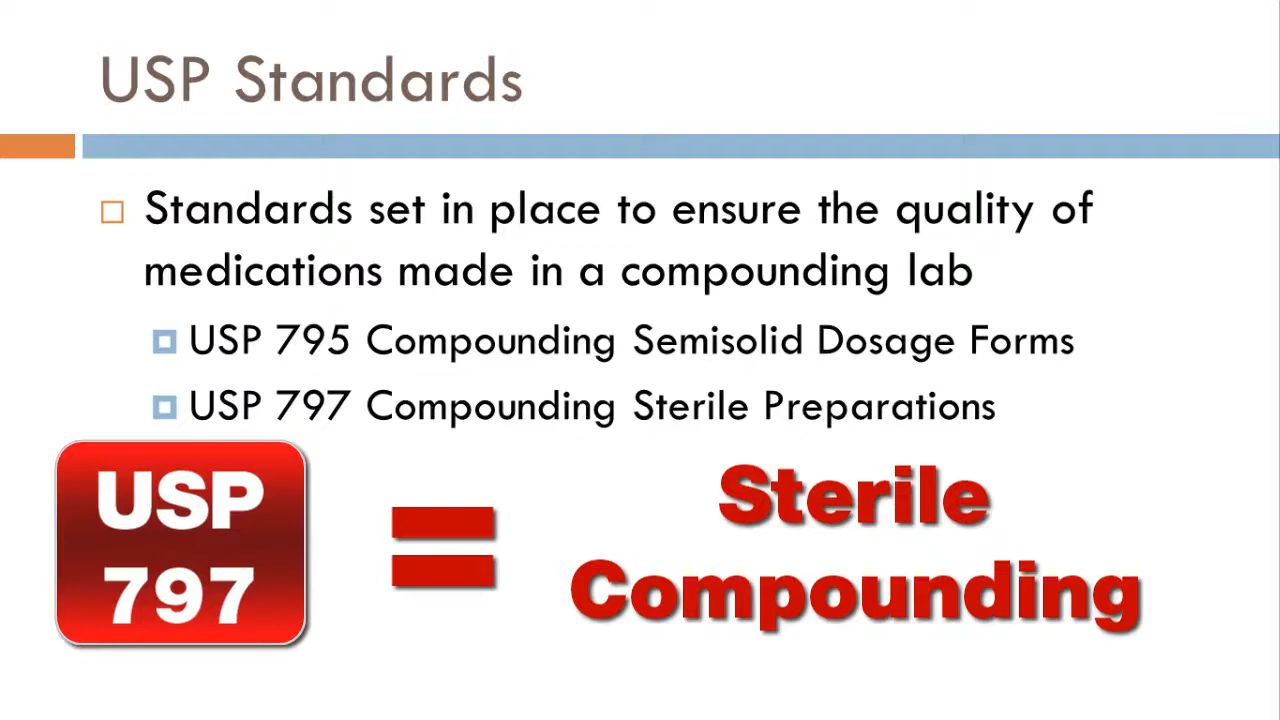 USP Standards
Standards set in place to ensure the quality of
medications made in a compounding lab
USP 795 Compounding Semisolid Dosage Forms
USP 797 Compounding Sterile Preparations
USP
797
=
Sterile
Compounding